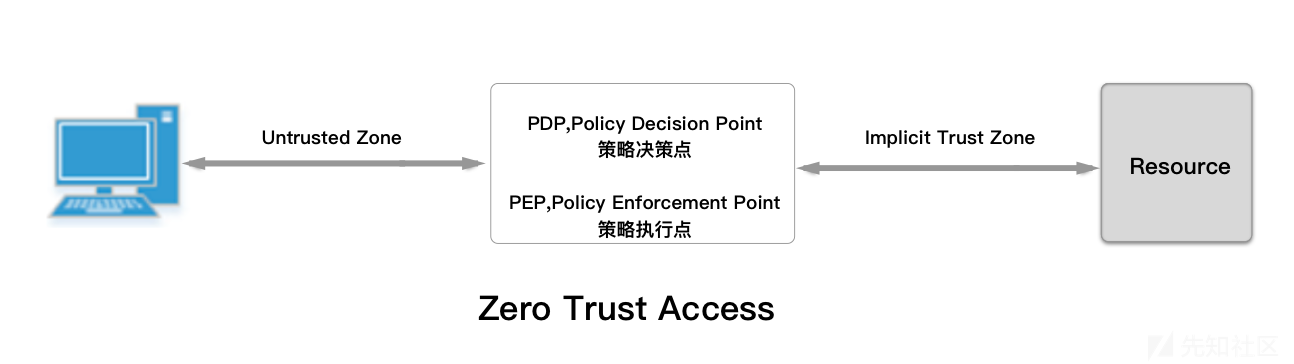 Untrusted Zone
PDP,Policy Decision Point
策略决策点
PEP,Policy Enforcement Point
策略执行点
Implicit Trust Zone
Resource
Zero Trust Access
先知社区